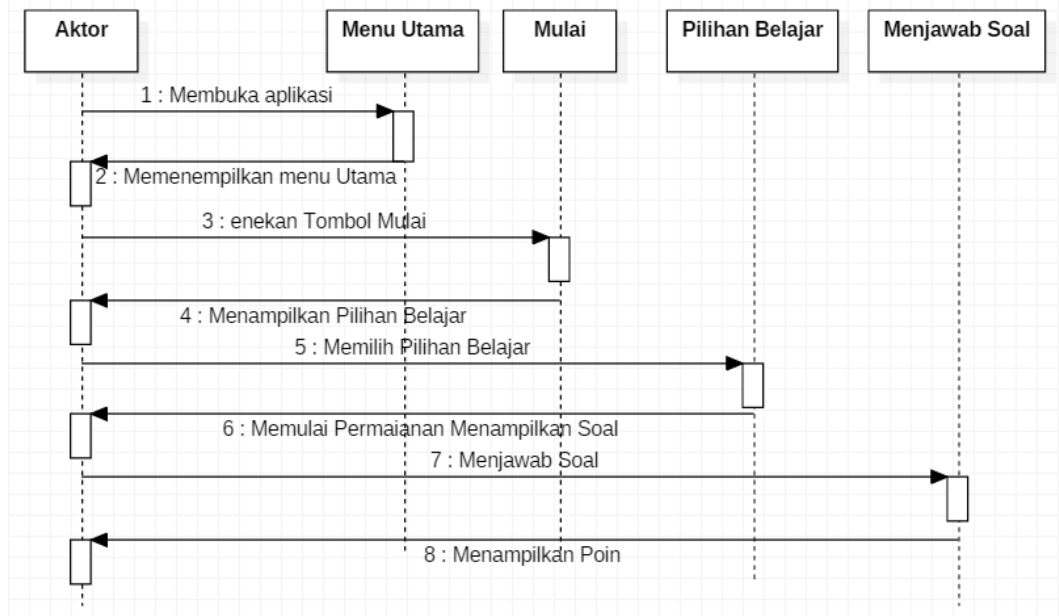 Aktor
Menu Utama
Mulai
Pilihan Belajar
Menjawab Soal
1 : Membuka aplikasi
2 : Memenempilkan menu Utama
3 : enekan Tombol Mulai
4 : Menampilkan Pilihan Belajar
5 : Memilih Pilihan Belajar
6 : Memulai Permaianan Menampilkan Soal
7 : Menjawab Soal
8 : Menampilkan Poin